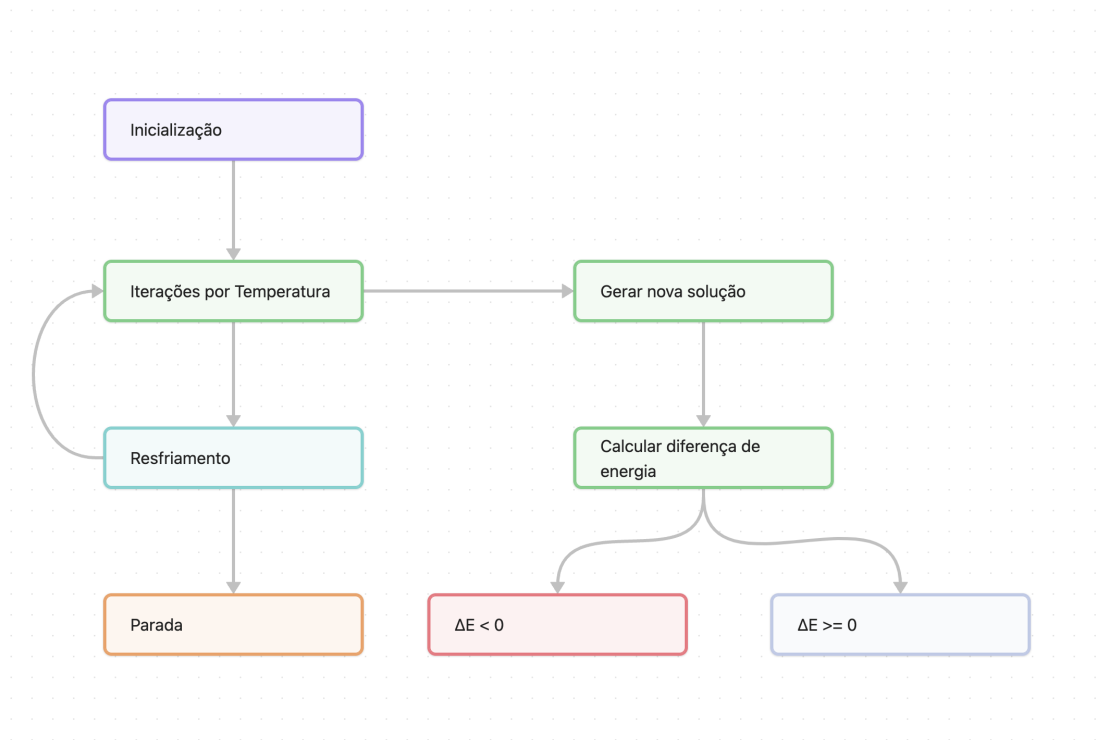 Inicialização
Iterações por Temperatura
Gerar nova solução
Resfriamento
Calcular diferença de
energia
Parada
ΔE < 0
ΔE >= 0